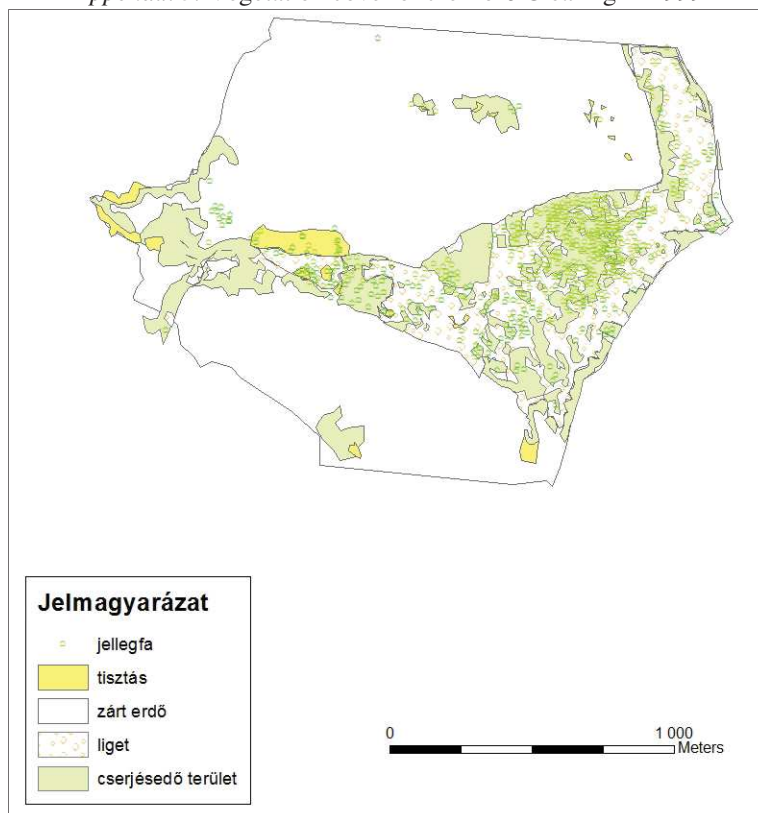 Jelmagyarázat
jellegfa
tisztás
zárt erdő
liget
cserjésedő terület
0 1 000
Meters